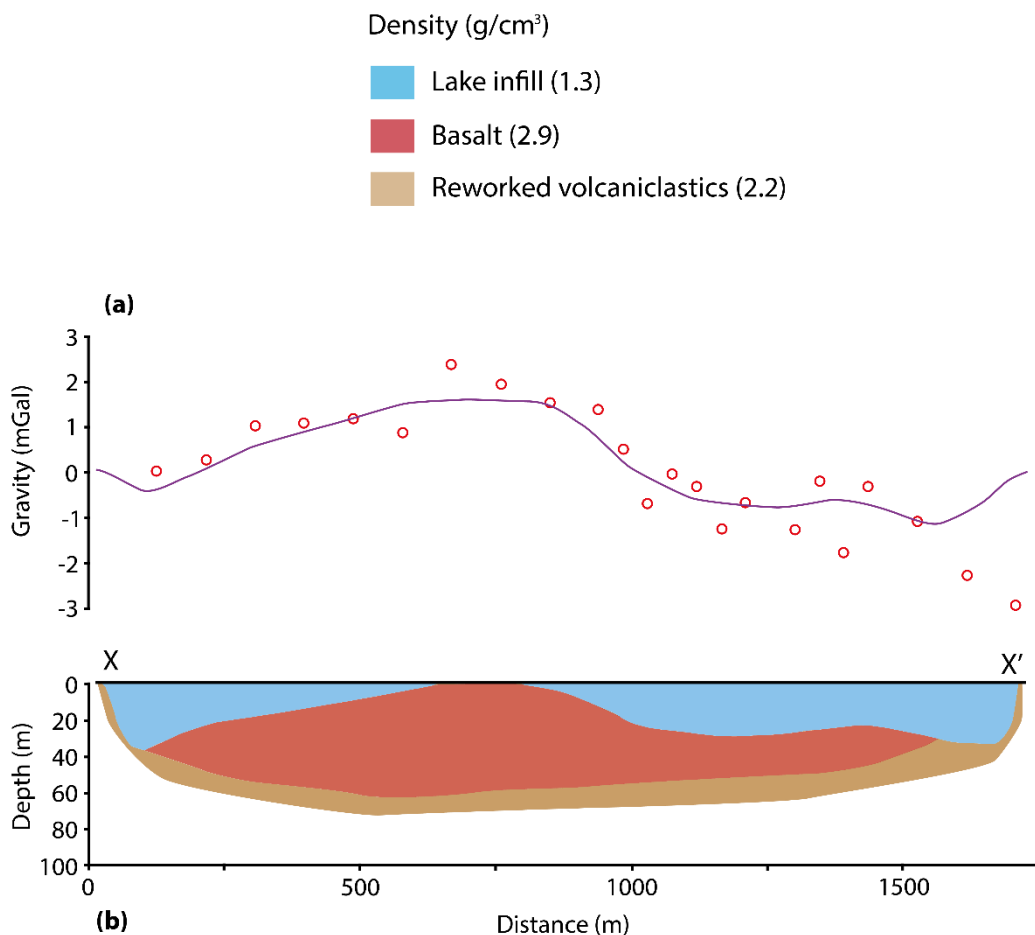 Density (g/cm³)
Lake infill (1.3)
Basalt (2.9)
Reworked volcaniclastics (2.2)
(a)
3
2
1
0
-1
-2
-3
Gravity (mGal)
X
X'
0
20
40
60
80
100
Depth (m)
0
500
1000
1500
(b)
Distance (m)